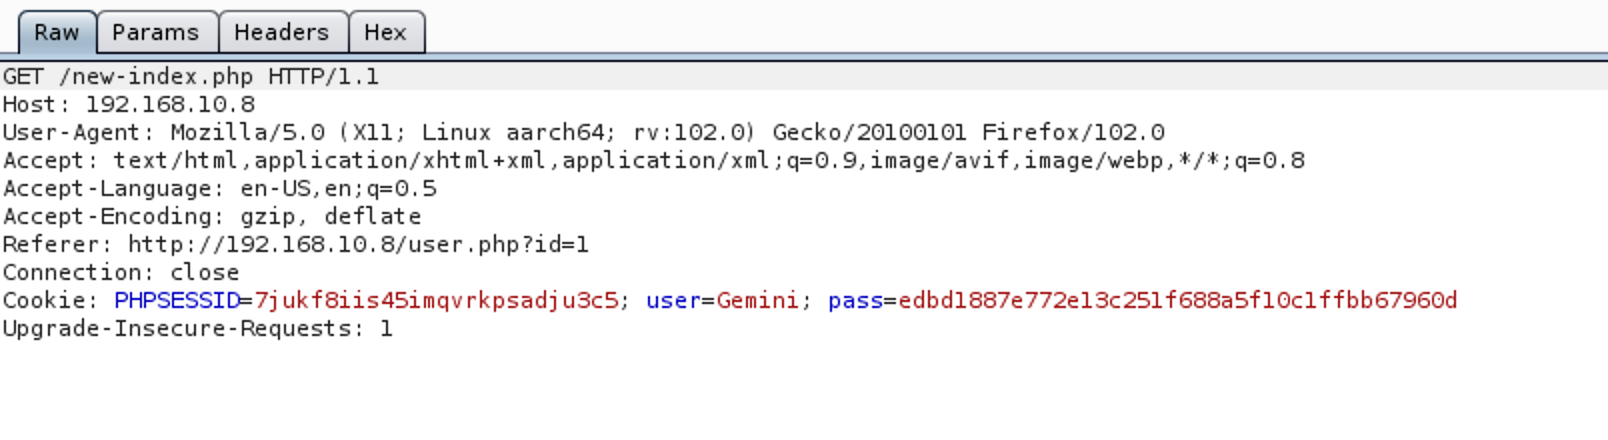 Raw Params Headers Hex
GET /new-index.php HTTP/1.1
Host: 192.168.10.8
User-Agent: Mozilla/5.0 (X11; Linux aarch64; rv:102.0) Gecko/20100101 Firefox/102.0
Accept: text/html,application/xhtml+xml,application/xml;q=0.9,image/avif,image/webp,*/*;q=0.8
Accept-Language: en-US,en;q=0.5
Accept-Encoding: gzip, deflate
Referer: http://192.168.10.8/user.php?id=1
Connection: close
Cookie: PHPSESSID=7jukf8iis45imqvrkpsadju3c5; user=Gemini; pass=edbd1887e772e13c251f688a5f10c1ffbb67960d
Upgrade-Insecure-Requests: 1